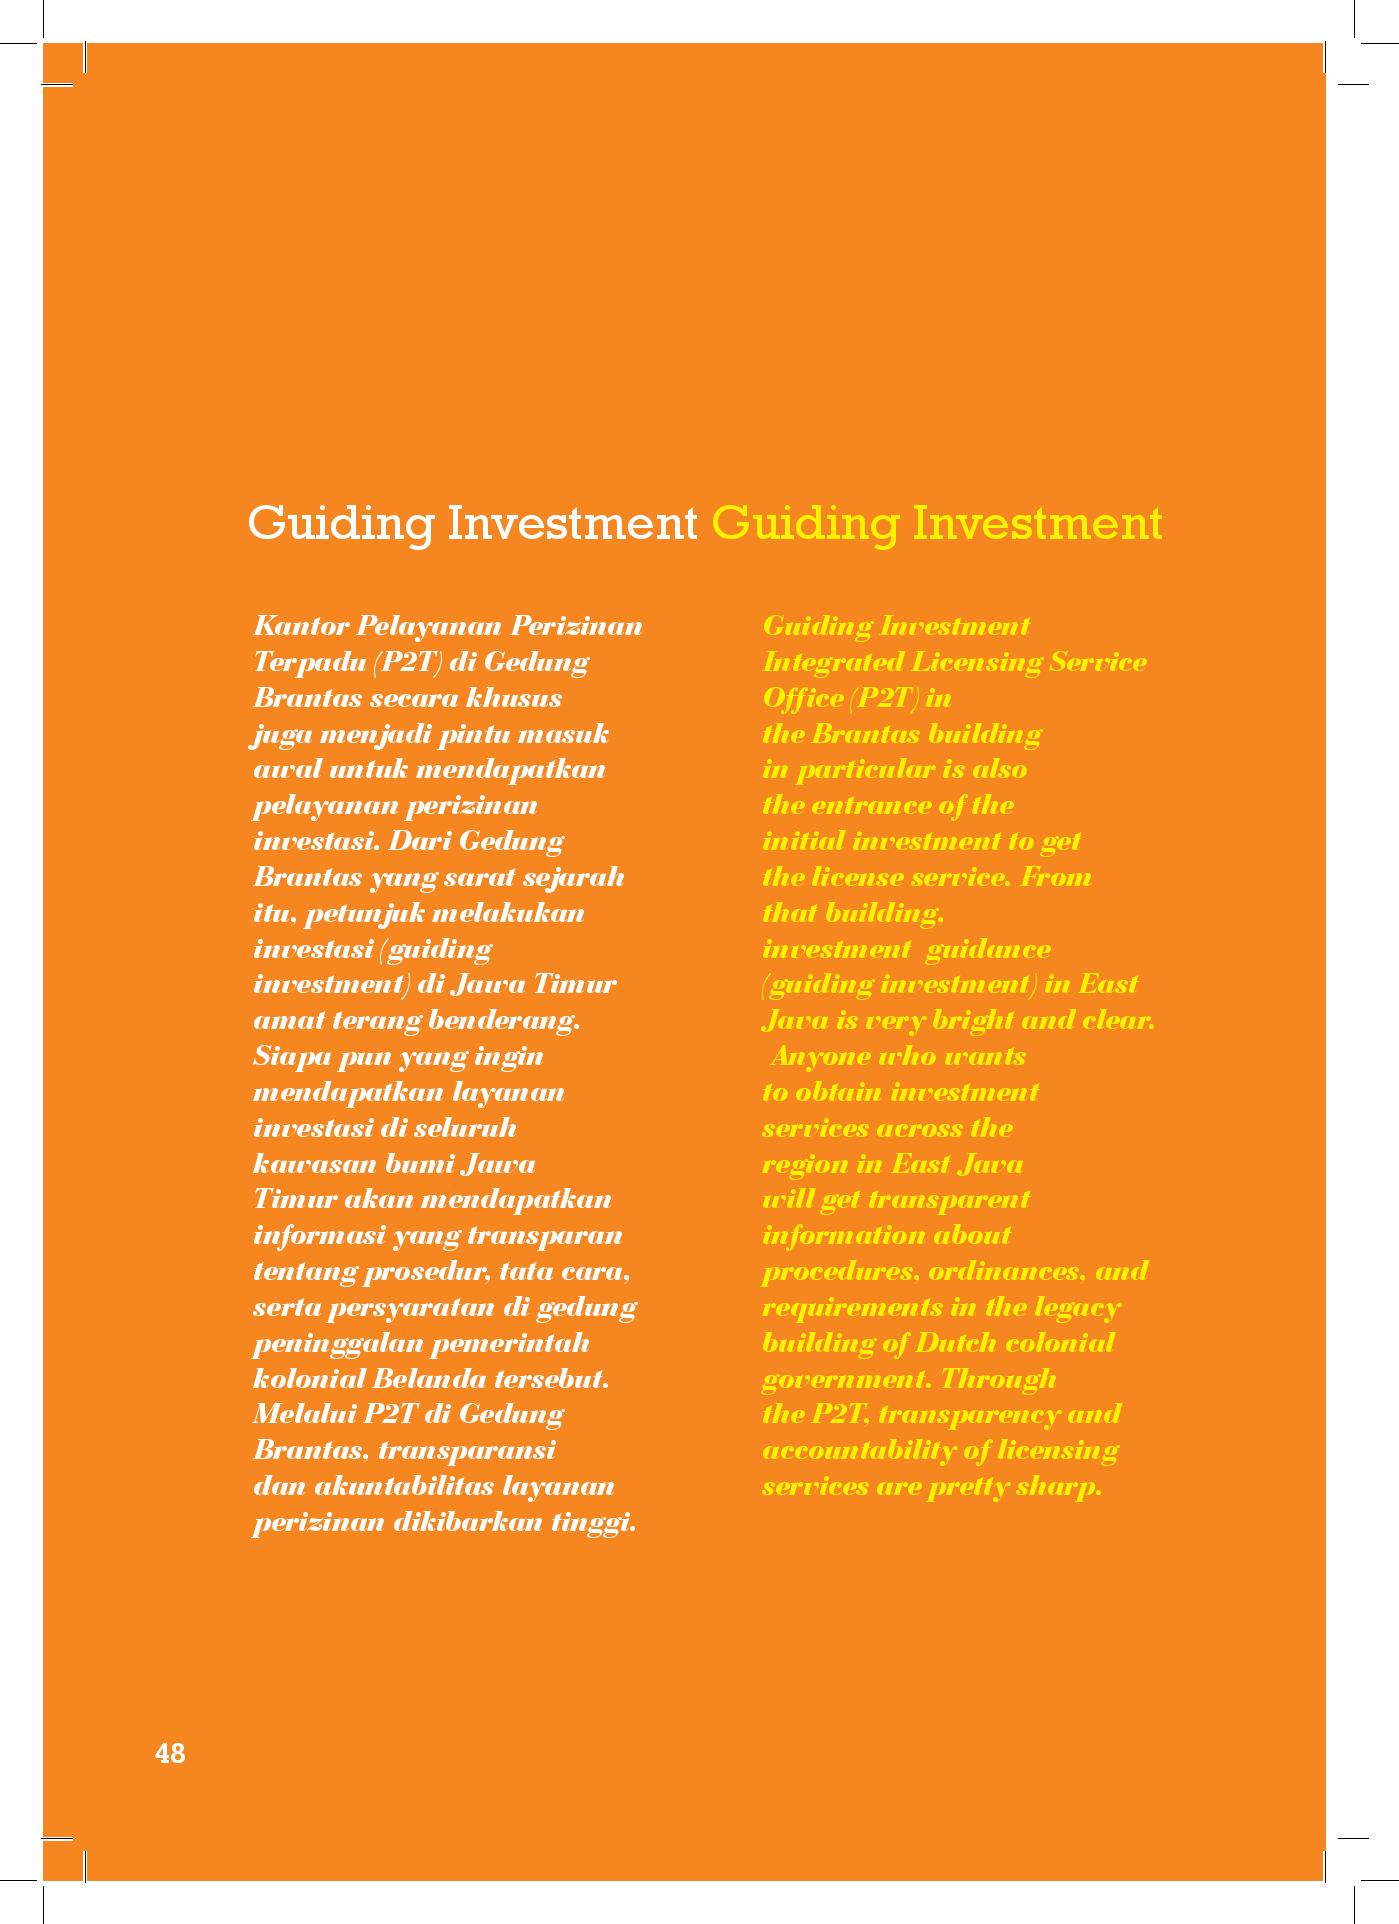 Guiding Investment Guiding Investment
Kantor Pelayanan Perizinan
Terpadu (P2T) di Gedung
Brantas secara khusus
juga menjadi pintu masuk
awal untuk mendapatkan
pelayanan perizinan
investasi. Dari Gedung
Brantas yang sarat sejarah
itu, petunjuk melakukan
investasi (guiding
investment) di Jawa Timur
amat terang benderang.
Siapa pun yang ingin
mendapatkan layanan
investasi di seluruh
kawasan bumi Jawa
Timur akan mendapatkan
informasi yang transparan
tentang prosedur, tata cara,
serta persyaratan di gedung
peninggalan pemerintah
kolonial Belanda tersebut.
Melalui P2T di Gedung
Brantas, transparansi
dan akuntabilitas layanan
perizinan dikibarkan tinggi.
Guiding Investment
Integrated Licensing Service
Office (P2T) in
the Brantas building
in particular is also
the entrance of the
initial investment to get
the license service. From
that building,
investment  guidance
(guiding investment) in East
Java is very bright and clear.
Anyone who wants
to obtain investment
services across the
region in East Java
will get transparent
information about
procedures, ordinances, and
requirements in the legacy
building of Dutch colonial
government. Through
the P2T, transparency and
accountability of licensing
services are pretty sharp.
48